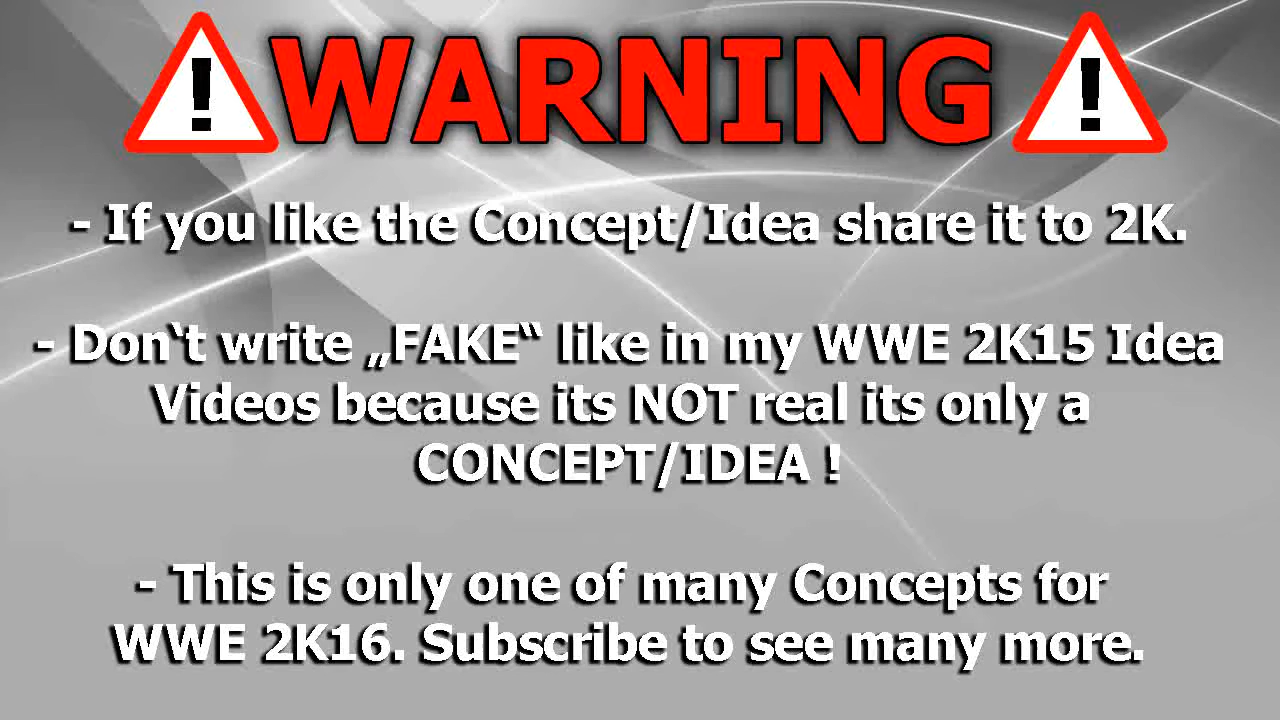 ! WARNING !
- If you like the Concept/Idea share it to 2K.
- Don‘t write „FAKE“ like in my WWE 2K15 Idea
Videos because its NOT real its only a
CONCEPT/IDEA !
- This is only one of many Concepts for
WWE 2K16. Subscribe to see many more.